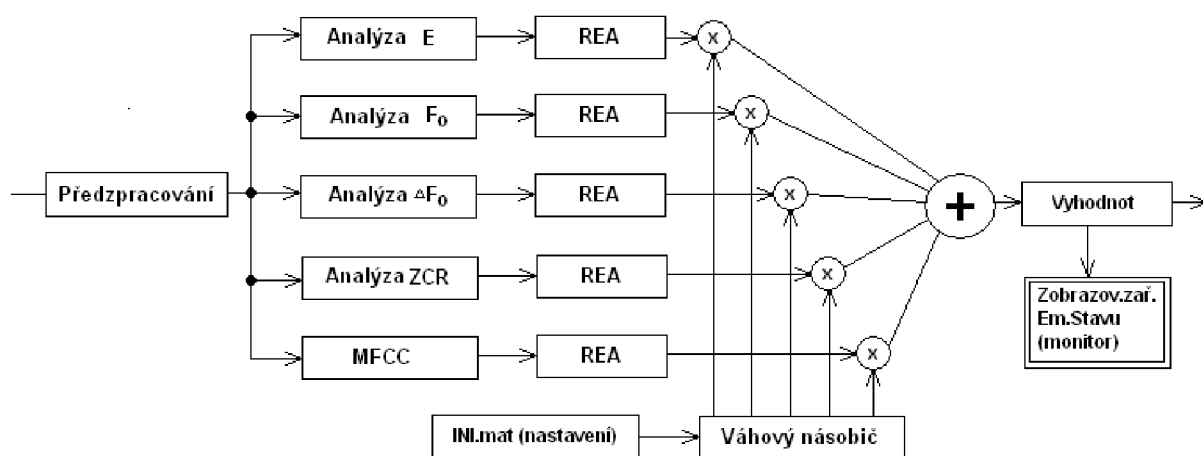 Analýza E
REA
x
Analýza F₀
REA
x
Předzpracování
Analýza ΔF₀
REA
x
+
Vyhodnot
Analýza ZCR
REA
x
Zobrazov.zař.
Em.Stavu
(monitor)
MFCC
REA
x
INI.mat (nastavení)
Váhový násobič